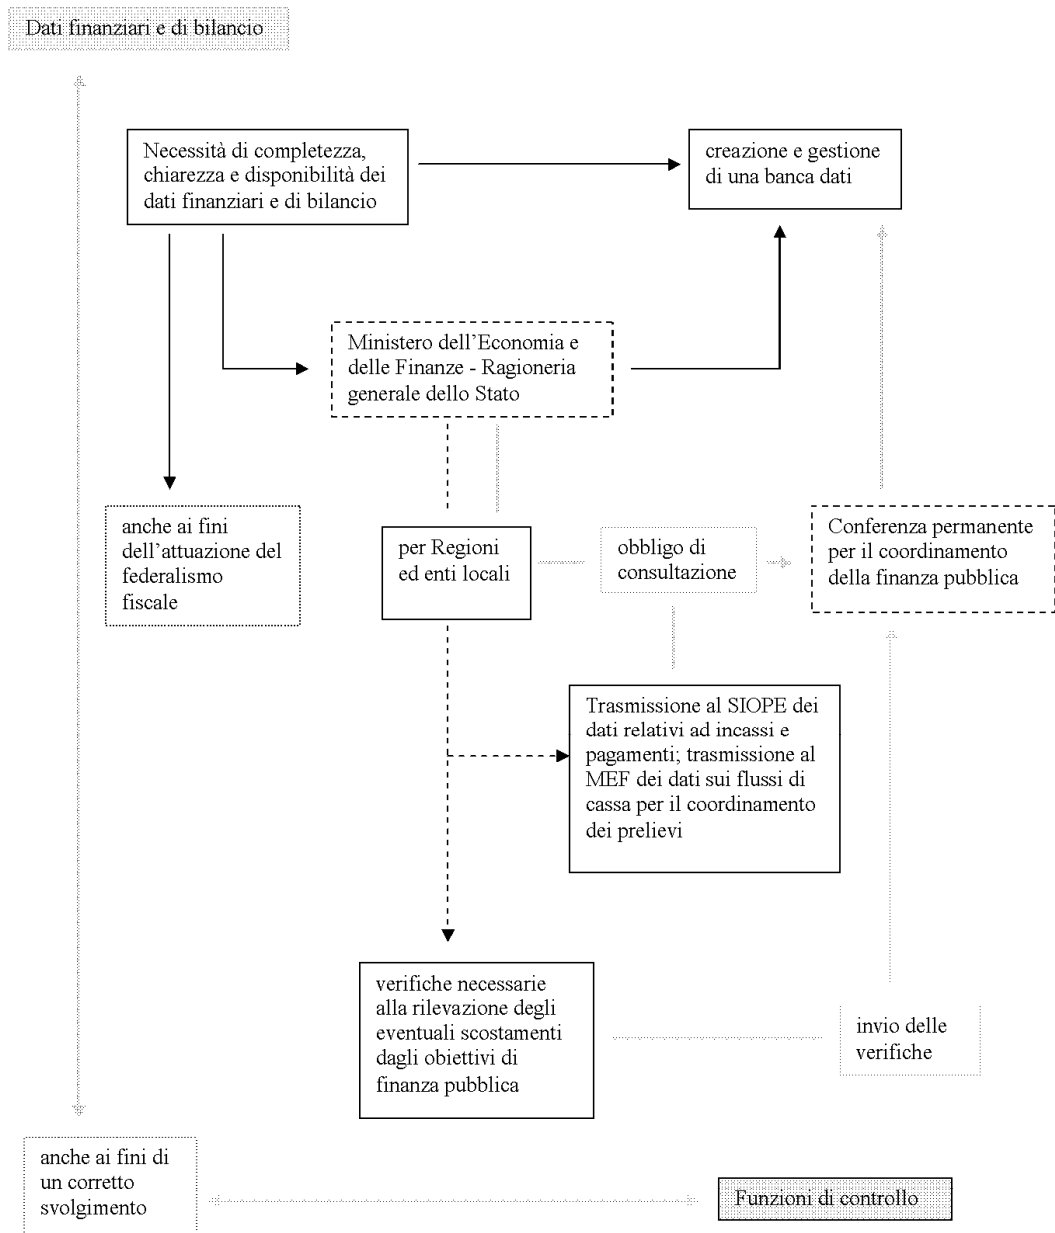 Dati finanziari e di bilancio
Necessità di completezza,
chiarezza e disponibilità dei
dati finanziari e di bilancio
creazione e gestione
di una banca dati
Ministero dell’Economia e
delle Finanze - Ragioneria
generale dello Stato
anche ai fini
dell’attuazione del
federalismo
fiscale
per Regioni
ed enti locali
obbligo di
consultazione
Conferenza permanente
per il coordinamento
della finanza pubblica
Trasmissione al SIOPE dei
dati relativi ad incassi e
pagamenti; trasmissione al
MEF dei dati sui flussi di
cassa per il coordinamento
dei prelievi
verifiche necessarie
alla rilevazione degli
eventuali scostamenti
dagli obiettivi di
finanza pubblica
invio delle
verifiche
anche ai fini di
un corretto
svolgimento
Funzioni di controllo